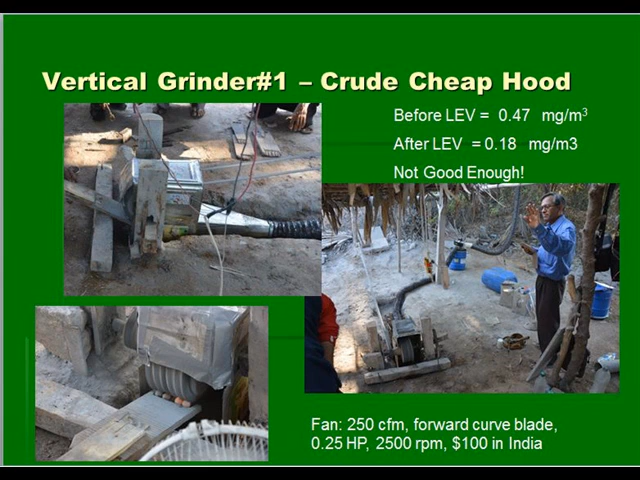 Vertical Grinder#1 – Crude Cheap Hood
Before LEV = 0.47 mg/m³
After LEV = 0.18 mg/m3
Not Good Enough!
Fan: 250 cfm, forward curve blade,
0.25 HP, 2500 rpm, $100 in India